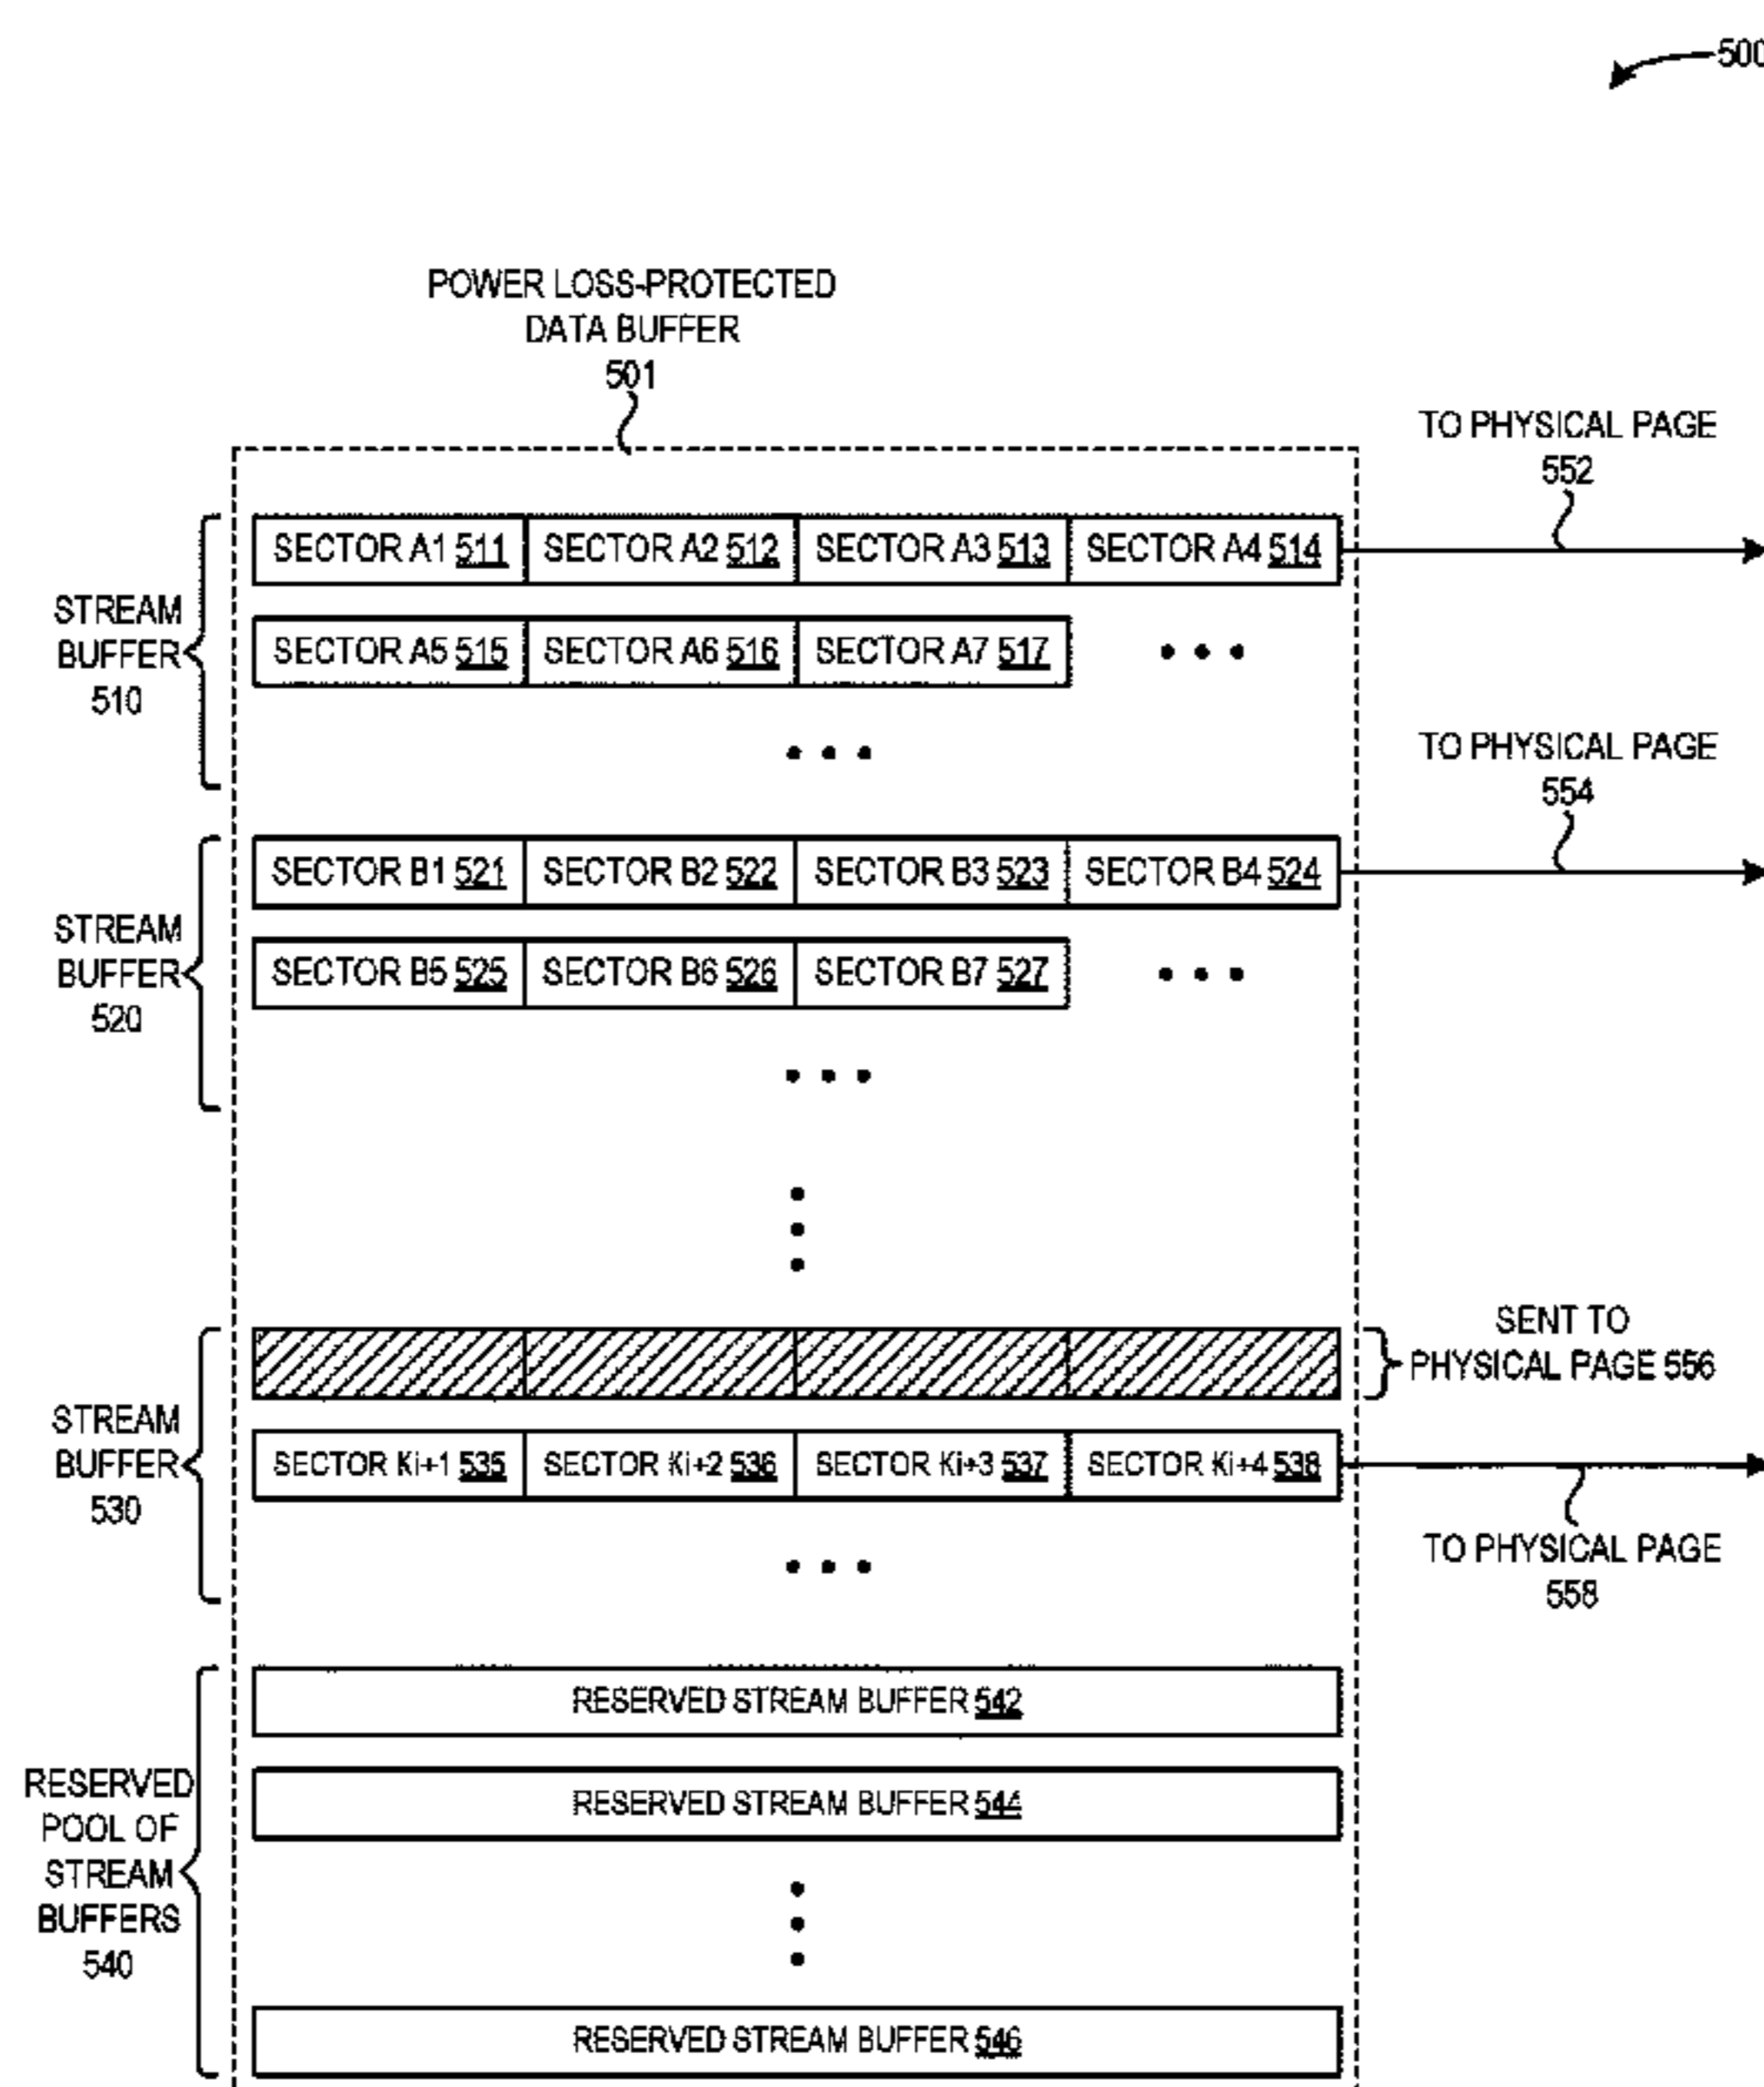 500
POWER LOSS-PROTECTED
DATA BUFFER
501
TO PHYSICAL PAGE
552
STREAM
BUFFER
510
SECTOR A1 511 SECTOR A2 512 SECTOR A3 513 SECTOR A4 514
SECTOR A5 515 SECTOR A6 516 SECTOR A7 517 • • •
• • •
TO PHYSICAL PAGE
554
STREAM
BUFFER
520
SECTOR B1 521 SECTOR B2 522 SECTOR B3 523 SECTOR B4 524
SECTOR B5 525 SECTOR B6 526 SECTOR B7 527 • • •
• • •
SENT TO
PHYSICAL PAGE 556
STREAM
BUFFER
530
SECTOR Ki+1 535 SECTOR Ki+2 536 SECTOR Ki+3 537 SECTOR Ki+4 538
• • •
TO PHYSICAL PAGE
558
RESERVED
POOL OF
STREAM
BUFFERS
540
RESERVED STREAM BUFFER 542
RESERVED STREAM BUFFER 544
RESERVED STREAM BUFFER 546